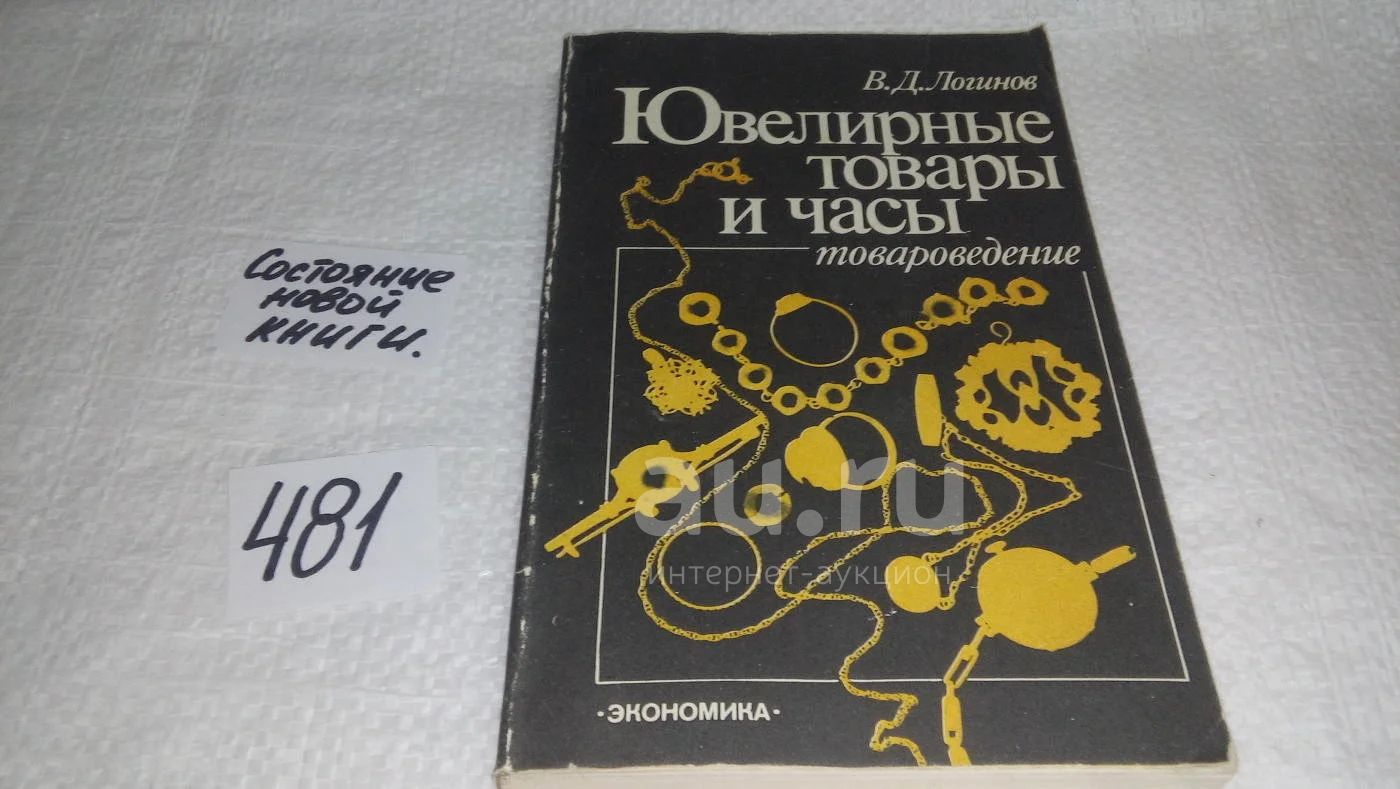 Состояние
новой
книги.
481
В.Д.Логинов
Ювелирные
товары
и часы
товароведение
au.ru
интернет-аукцион
·ЭКОНОМИКА·